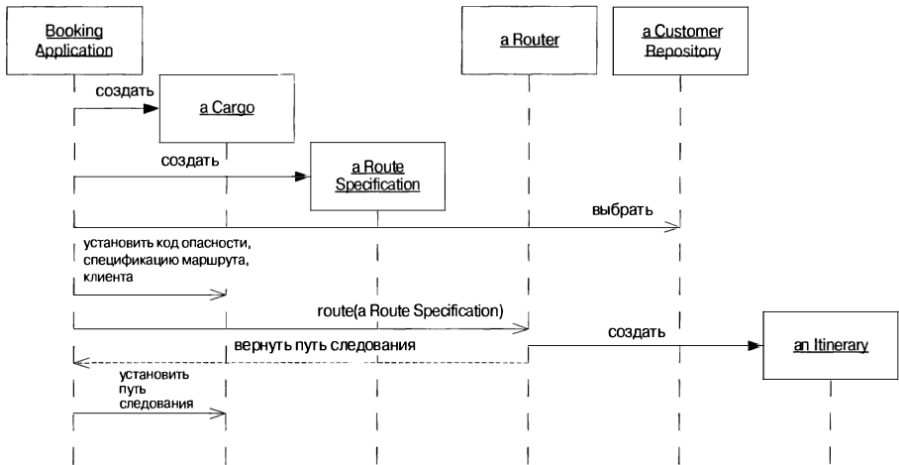 Booking
Application
a Router
a Customer
Repository
создать
a Cargo
создать
a Route
Specification
выбрать
установить код опасности,
спецификацию маршрута,
клиента
route(a Route Specification)
создать
вернуть путь следования
an Itinerary
установить
путь
следования